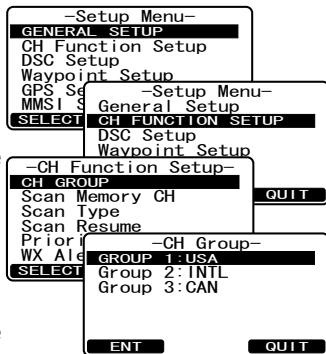 -Setup Menu-
GENERAL SETUP
CH Function Setup
DSC Setup
Waypoint Setup
GPS Se
MMSI S
SELECT
-Setup Menu-
General Setup
CH FUNCTION SETUP
DSC Setup
Waypoint Setup
QUIT
-CH Function Setup-
CH GROUP
Scan Memory CH
Scan Type
Scan Resume
Priori
WX Ale
SELECT
-CH Group-
GROUP 1:USA
Group 2:INTL
Group 3:CAN
ENT QUIT